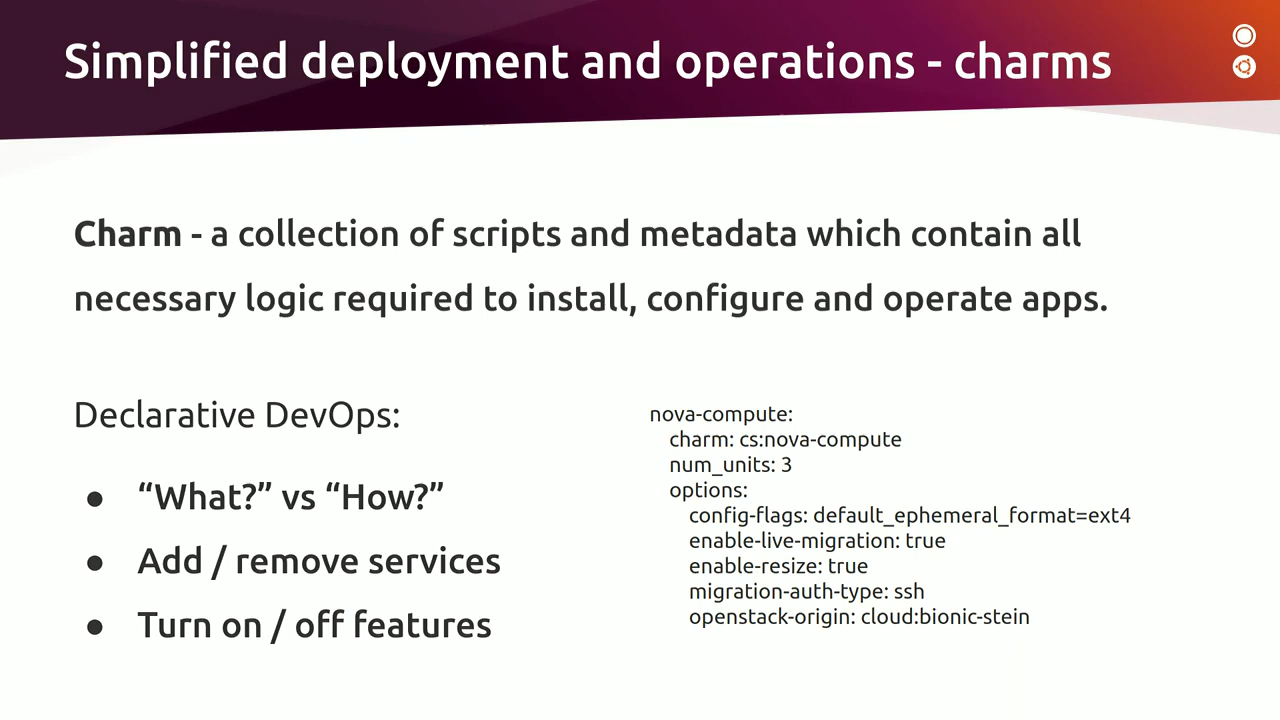 Simplified deployment and operations - charms
Charm - a collection of scripts and metadata which contain all
necessary logic required to install, configure and operate apps.
Declarative DevOps:
● “What?” vs “How?”
● Add / remove services
● Turn on / off features
nova-compute:
charm: cs:nova-compute
num_units: 3
options:
config-flags: default_ephemeral_format=ext4
enable-live-migration: true
enable-resize: true
migration-auth-type: ssh
openstack-origin: cloud:bionic-stein